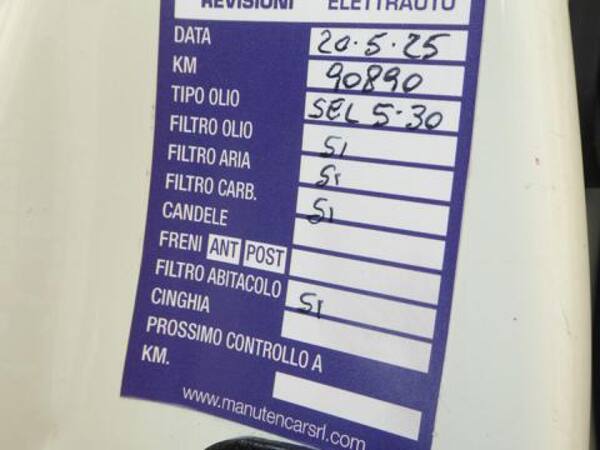 REVISIONI ELETTRAUTO
DATA 20.5.25
KM 90890
TIPO OLIO SEL 5-30
FILTRO OLIO SI
FILTRO ARIA SI
FILTRO CARB. SI
CANDELE
FRENI ANT POST
FILTRO ABITACOLO SI
CINGHIA
PROSSIMO CONTROLLO A
KM.
www.manutencarsrl.com